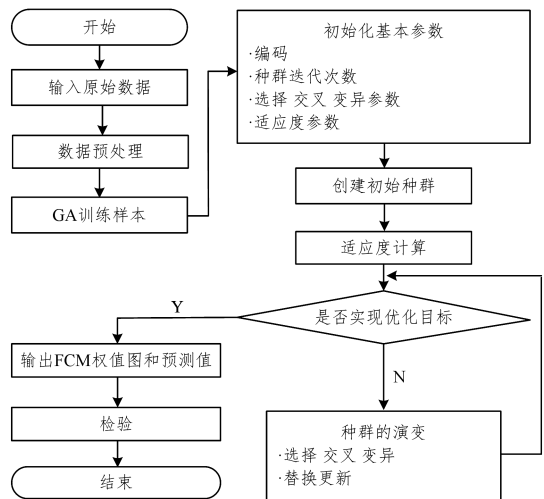 开始
输入原始数据
数据预处理
GA训练样本
初始化基本参数
·编码
·种群迭代次数
·选择 交叉 变异参数
·适应度参数
创建初始种群
适应度计算
是否实现优化目标
Y
N
输出FCM权值图和预测值
检验
结束
种群的演变
·选择 交叉 变异
·替换更新